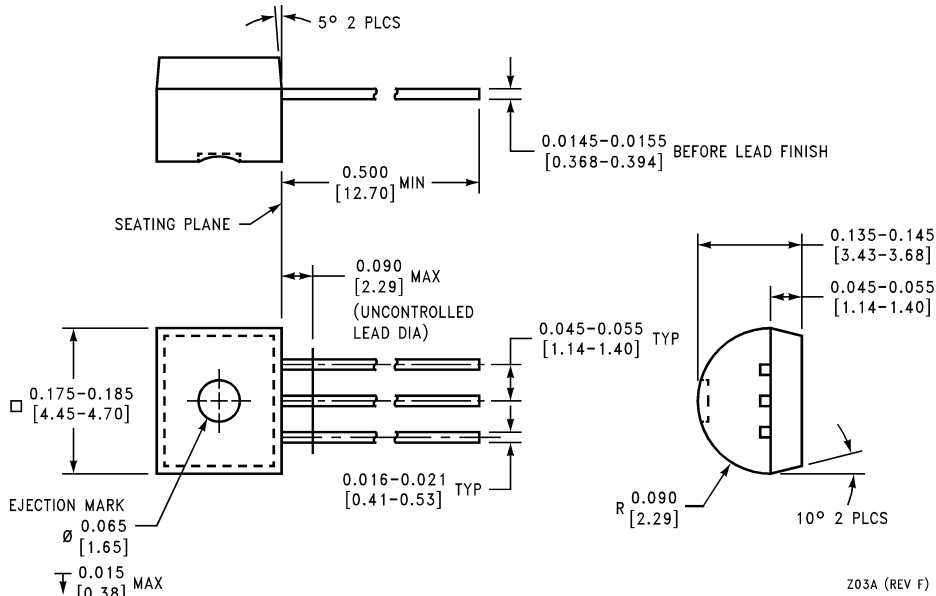 5° 2 PLCS
0.0145-0.0155
[0.368-0.394] BEFORE LEAD FINISH
0.500
[12.70] MIN
SEATING PLANE
0.090
[2.29] MAX
(UNCONTROLLED
LEAD DIA)
0.135-0.145
[3.43-3.68]
0.045-0.055
[1.14-1.40]
0.045-0.055
[1.14-1.40] TYP
0.175-0.185
[4.45-4.70]
0.016-0.021
[0.41-0.53] TYP
EJECTION MARK
Ø 0.065
[1.65]
R 0.090
[2.29]
10° 2 PLCS
0.015
[0.38] MAX
Z03A (REV F)